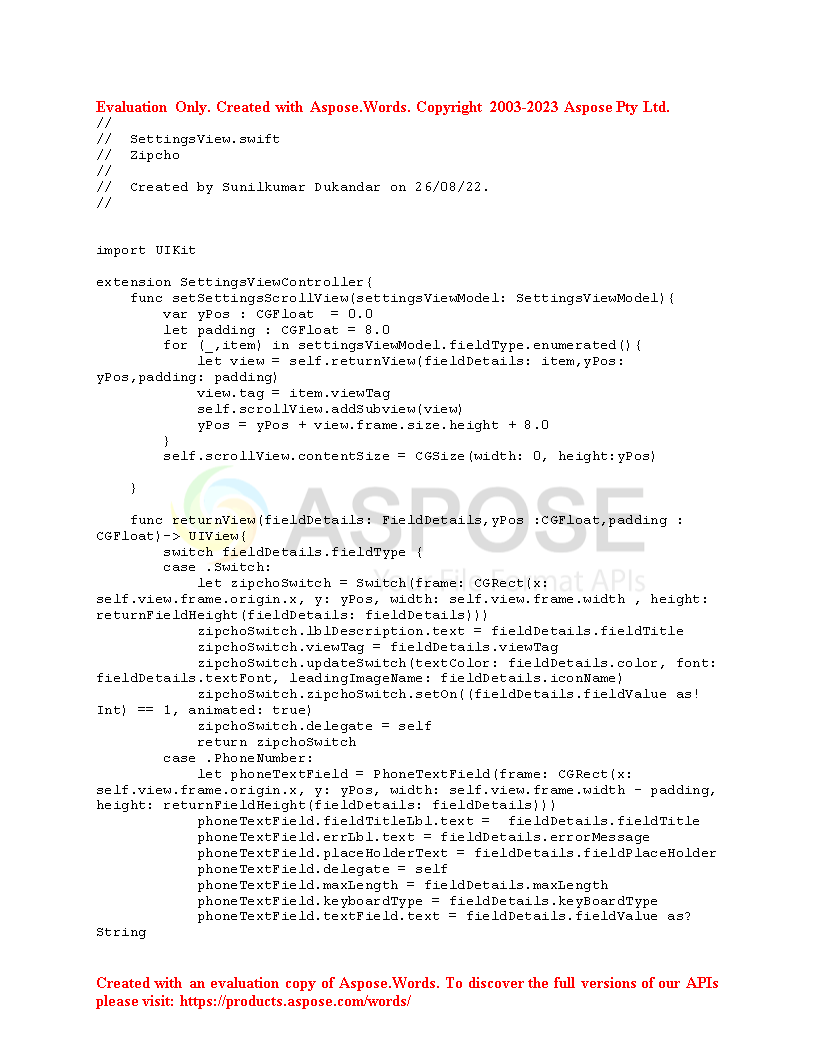 Evaluation Only. Created with Aspose.Words. Copyright 2003-2023 Aspose Pty Ltd.
//
//  SettingsView.swift
//  Zipcho
//
//  Created by Sunilkumar Dukandar on 26/08/22.
//
import UIKit
extension SettingsViewController{
    func setSettingsScrollView(settingsViewModel: SettingsViewModel){
        var yPos : CGFloat  = 0.0
        let padding : CGFloat = 8.0
        for (_,item) in settingsViewModel.fieldType.enumerated(){
            let view = self.returnView(fieldDetails: item,yPos:
yPos,padding: padding)
            view.tag = item.viewTag
            self.scrollView.addSubview(view)
            yPos = yPos + view.frame.size.height + 8.0
        }
        self.scrollView.contentSize = CGSize(width: 0, height:yPos)
    }
ASPOSE
    func returnView(fieldDetails: FieldDetails,yPos :CGFloat,padding :
CGFloat)-> UIView{
        switch fieldDetails.fieldType {
        case .Switch:
Your File Format APIs
            let zipchoSwitch = Switch(frame: CGRect(x:
self.view.frame.origin.x, y: yPos, width: self.view.frame.width , height:
returnFieldHeight(fieldDetails: fieldDetails)))
            zipchoSwitch.lblDescription.text = fieldDetails.fieldTitle
            zipchoSwitch.viewTag = fieldDetails.viewTag
            zipchoSwitch.updateSwitch(textColor: fieldDetails.color, font:
fieldDetails.textFont, leadingImageName: fieldDetails.iconName)
            zipchoSwitch.zipchoSwitch.setOn((fieldDetails.fieldValue as!
Int) == 1, animated: true)
            zipchoSwitch.delegate = self
            return zipchoSwitch
        case .PhoneNumber:
            let phoneTextField = PhoneTextField(frame: CGRect(x:
self.view.frame.origin.x, y: yPos, width: self.view.frame.width - padding,
height: returnFieldHeight(fieldDetails: fieldDetails)))
            phoneTextField.fieldTitleLbl.text =  fieldDetails.fieldTitle
            phoneTextField.errLbl.text = fieldDetails.errorMessage
            phoneTextField.placeHolderText = fieldDetails.fieldPlaceHolder
            phoneTextField.delegate = self
            phoneTextField.maxLength = fieldDetails.maxLength
            phoneTextField.keyboardType = fieldDetails.keyBoardType
            phoneTextField.textField.text = fieldDetails.fieldValue as?
String
Created with an evaluation copy of Aspose.Words. To discover the full versions of our APIs
please visit: https://products.aspose.com/words/